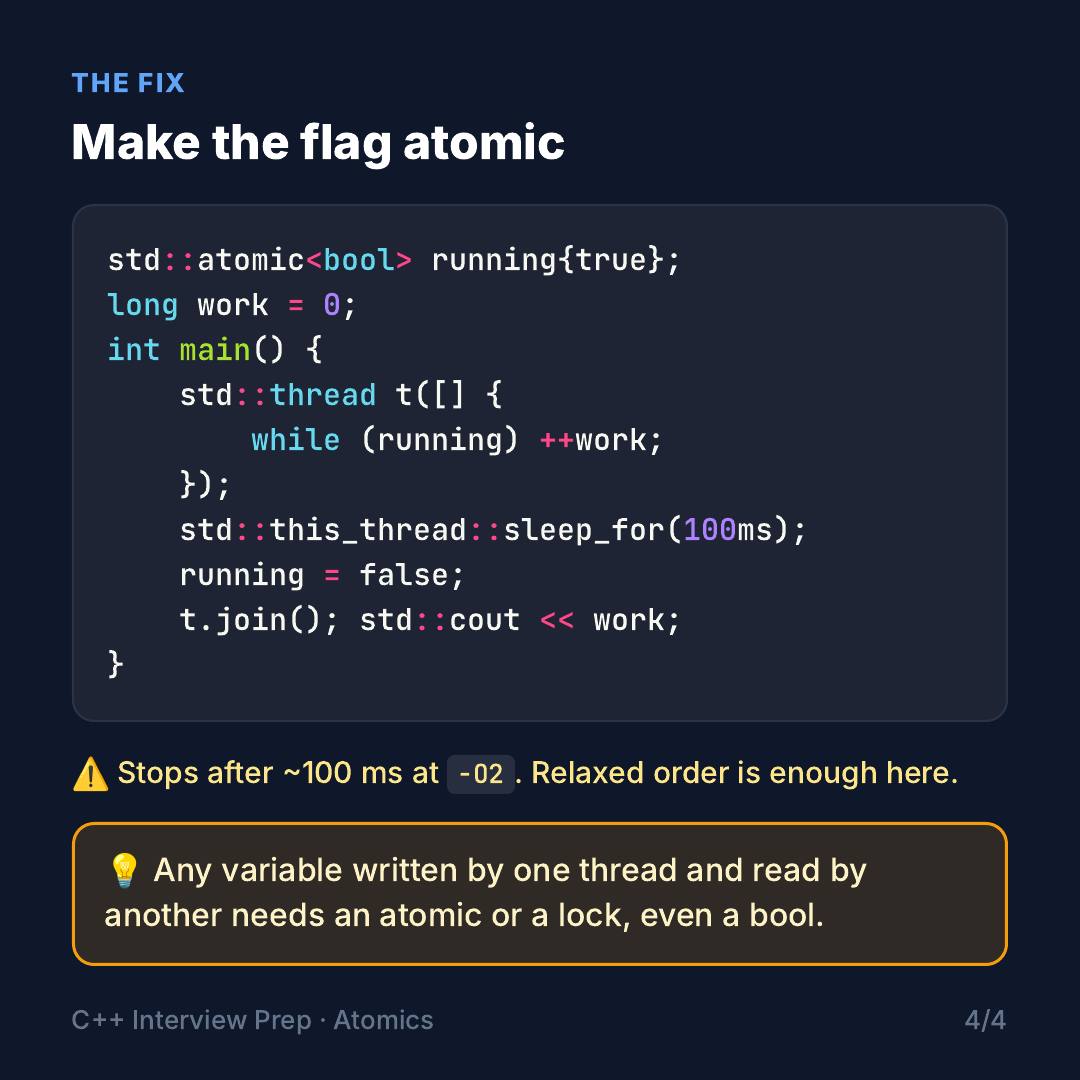 THE FIX
Make the flag atomic
std::atomic<bool> running{true};
long work = 0;
int main() {
    std::thread t([] {
        while (running) ++work;
    });
    std::this_thread::sleep_for(100ms);
    running = false;
    t.join(); std::cout << work;
}
⚠️ Stops after ~100 ms at -O2. Relaxed order is enough here.
💡 Any variable written by one thread and read by
another needs an atomic or a lock, even a bool.
C++ Interview Prep · Atomics
4/4